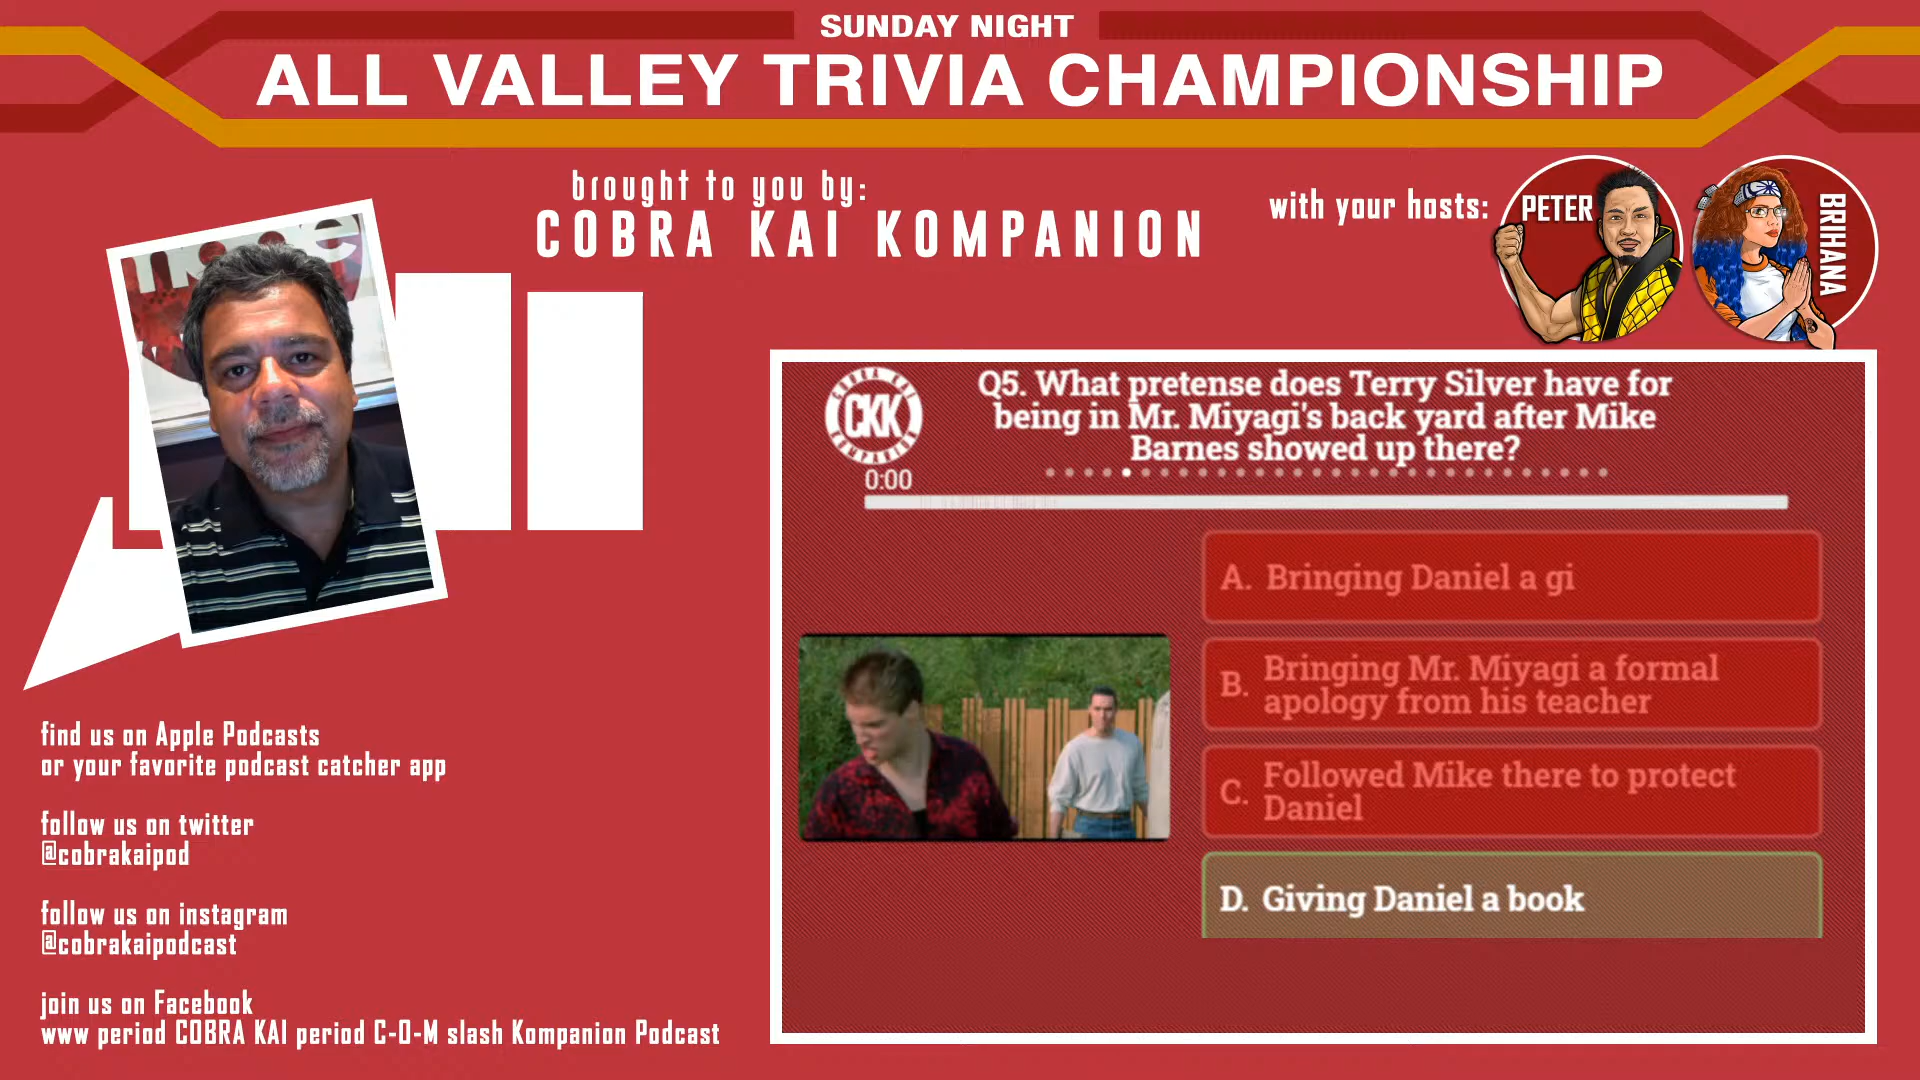 SUNDAY NIGHT
ALL VALLEY TRIVIA CHAMPIONSHIP
brought to you by:
COBRA KAI KOMPANION
with your hosts:
PETER
BRIHANA
COBRA KAI
CKK
KOMPANION
Q5. What pretense does Terry Silver have for
being in Mr. Miyagi's back yard after Mike
Barnes showed up there?
0:00
A. Bringing Daniel a gi
B. Bringing Mr. Miyagi a formal
apology from his teacher
C. Followed Mike there to protect
Daniel
D. Giving Daniel a book
find us on Apple Podcasts
or your favorite podcast catcher app
follow us on twitter
@cobrakaipod
follow us on instagram
@cobrakaipodcast
join us on Facebook
www period COBRA KAI period C-O-M slash Kompanion Podcast